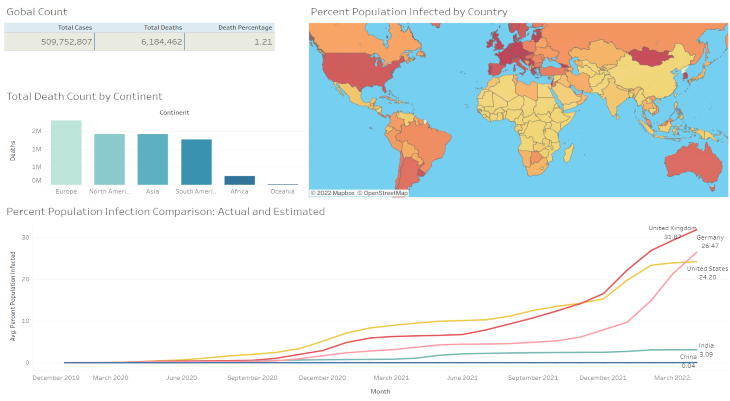 Gobal Count
Total Cases Total Deaths Death Percentage
509,752,807 6,184,462 1.21
Percent Population Infected by Country
© 2022 Mapbox © OpenStreetMap
Total Death Count by Continent
Continent
Deaths
2M
1M
1M
0M
Europe North Ameri.. Asia South Ameri.. Africa Oceania
Percent Population Infection Comparison: Actual and Estimated
Avg. Percent Population Infected
30
20
10
0
United Kingdom
31.87
Germany
26.47
United States
24.20
India
3.09
China
0.04
December 2019 March 2020 June 2020 September 2020 December 2020 March 2021 June 2021 September 2021 December 2021 March 2022
Month